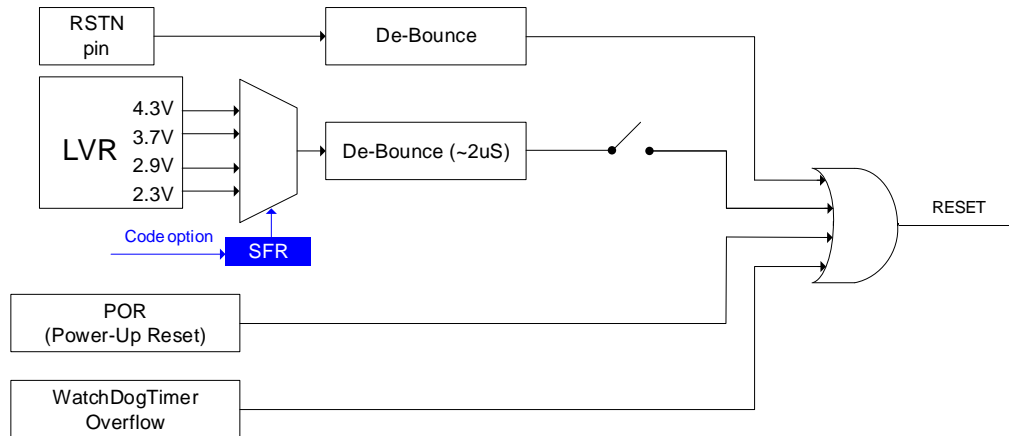 RSTN
pin
De-Bounce
LVR
4.3V
3.7V
2.9V
2.3V
De-Bounce (~2uS)
RESET
Code option
SFR
POR
(Power-Up Reset)
WatchDogTimer
Overflow